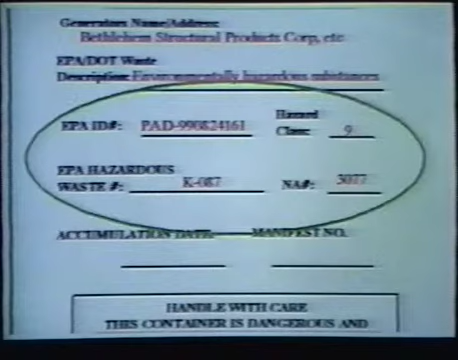 Generators Name/Address:
Bethlehem Structural Products Corp, etc
EPA/DOT Waste
Description: Environmentally hazardous substances
EPA ID#: PAD-990824161 Hazard
Class: 9
EPA HAZARDOUS
WASTE #: K-087 NA#: 3077
ACCUMULATION DATE MANIFEST NO.
HANDLE WITH CARE
THIS CONTAINER IS DANGEROUS AND